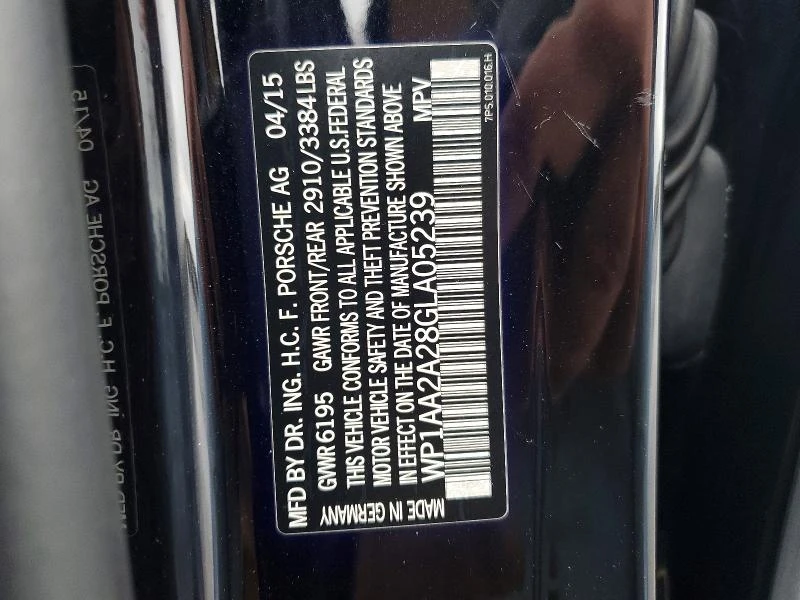 MFD BY DR. ING. H.C. F. PORSCHE AG 04/15
GVWR 6195 GAWR FRONT/REAR 2910/3384LBS
THIS VEHICLE CONFORMS TO ALL APPLICABLE U.S.FEDERAL
MOTOR VEHICLE SAFETY AND THEFT PREVENTION STANDARDS
IN EFFECT ON THE DATE OF MANUFACTURE SHOWN ABOVE
MADE IN GERMANY WP1AA2A28GLA05239 MPV
7P5.010.016.H